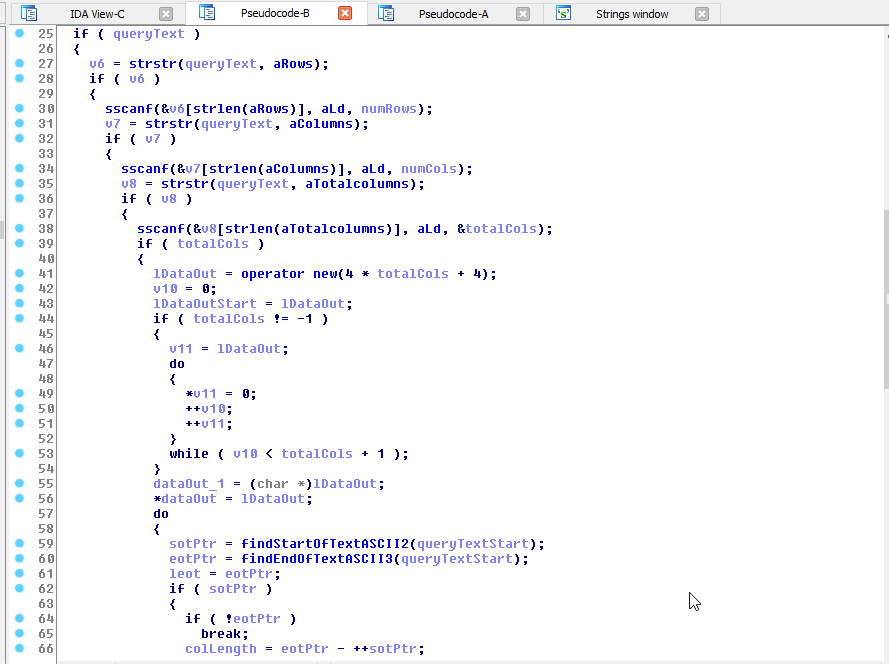 IDA View-C Pseudocode-B Pseudocode-A 's' Strings window
25 if ( queryText )
26 {
27 v6 = strstr(queryText, aRows);
28 if ( v6 )
29 {
30 sscanf(&v6[strlen(aRows)], aLd, numRows);
31 v7 = strstr(queryText, aColumns);
32 if ( v7 )
33 {
34 sscanf(&v7[strlen(aColumns)], aLd, numCols);
35 v8 = strstr(queryText, aTotalcolumns);
36 if ( v8 )
37 {
38 sscanf(&v8[strlen(aTotalcolumns)], aLd, &totalCols);
39 if ( totalCols )
40 {
41 lDataOut = operator new(4 * totalCols + 4);
42 v10 = 0;
43 lDataOutStart = lDataOut;
44 if ( totalCols != -1 )
45 {
46 v11 = lDataOut;
47 do
48 {
49 *v11 = 0;
50 ++v10;
51 ++v11;
52 }
53 while ( v10 < totalCols + 1 );
54 }
55 dataOut_1 = (char *)lDataOut;
56 *dataOut = lDataOut;
57 do
58 {
59 sotPtr = findStartOfTextASCII2(queryTextStart);
60 eotPtr = findEndOfTextASCII3(queryTextStart);
61 leot = eotPtr;
62 if ( sotPtr )
63 {
64 if ( !eotPtr )
65 break;
66 colLength = eotPtr - ++sotPtr;